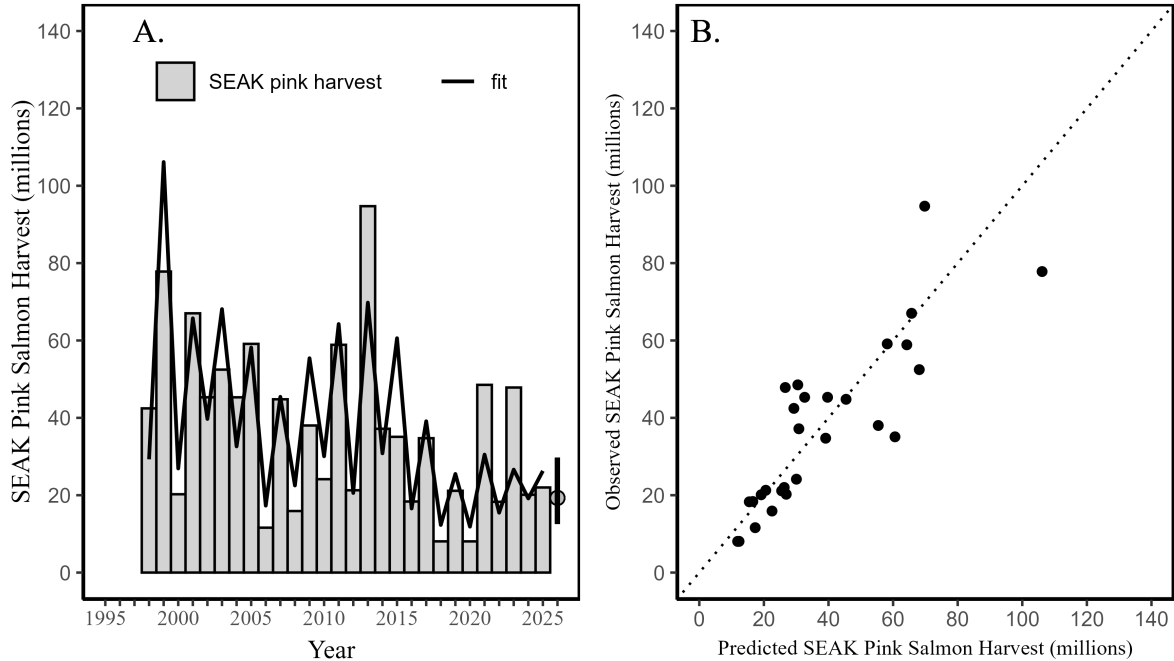 A.
SEAK pink harvest
fit
SEAK Pink Salmon Harvest (millions)
140
120
100
80
60
40
20
0
1995 2000 2005 2010 2015 2020 2025
Year
B.
Observed SEAK Pink Salmon Harvest (millions)
140
120
100
80
60
40
20
0
0 20 40 60 80 100 120 140
Predicted SEAK Pink Salmon Harvest (millions)